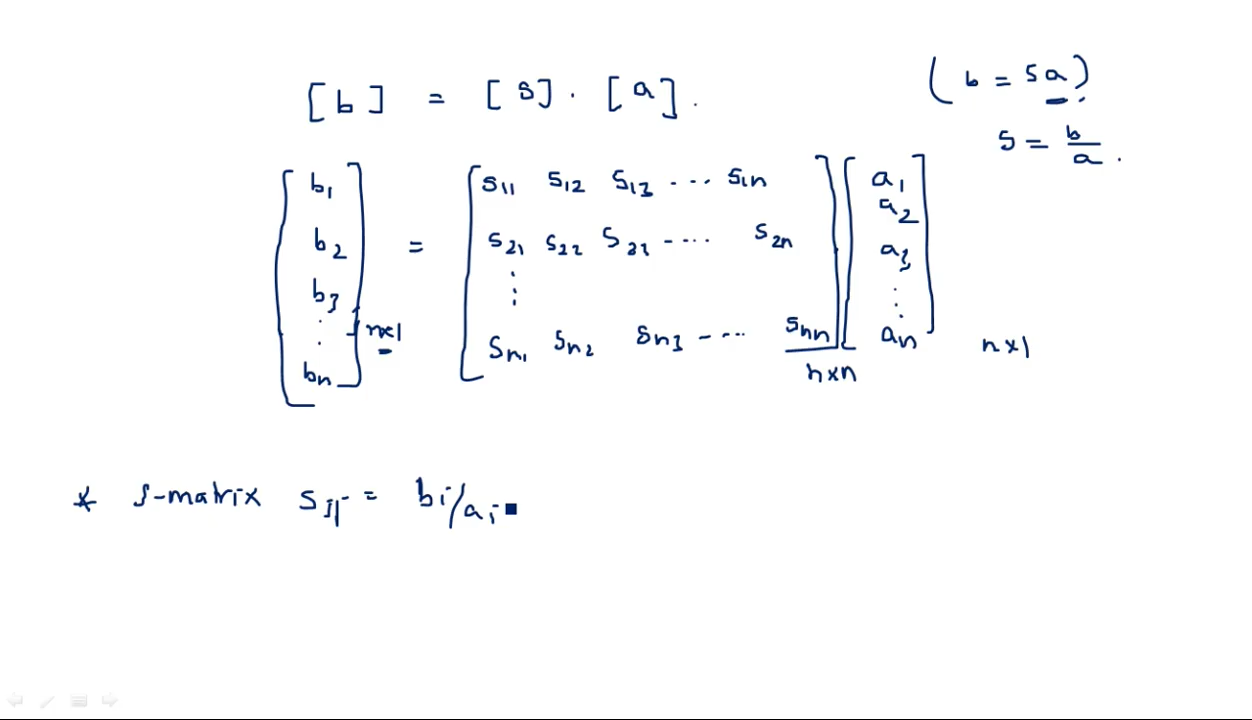 [b] = [s] . [a].
(b = sa)
s = b/a.
b1 s11 s12 s13 ... s1n a1
a2
b2 = s21 s22 s23 - ... s2n a3
b3 ⋮ ⋮
⋮ n×1 sn1 sn2 sn3 - ... snn an n×1
bn n×n
* s-matrix sij = bi/aj